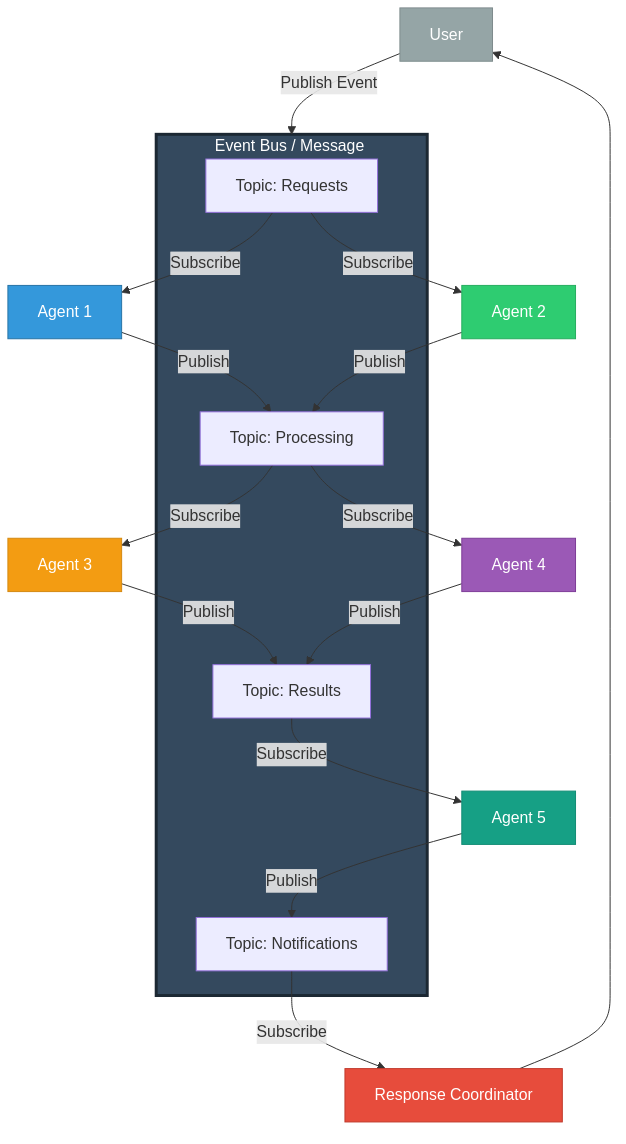 User
Publish Event
Event Bus / Message
Topic: Requests
Subscribe
Subscribe
Agent 1
Agent 2
Publish
Publish
Topic: Processing
Subscribe
Subscribe
Agent 3
Agent 4
Publish
Publish
Topic: Results
Subscribe
Agent 5
Publish
Topic: Notifications
Subscribe
Response Coordinator